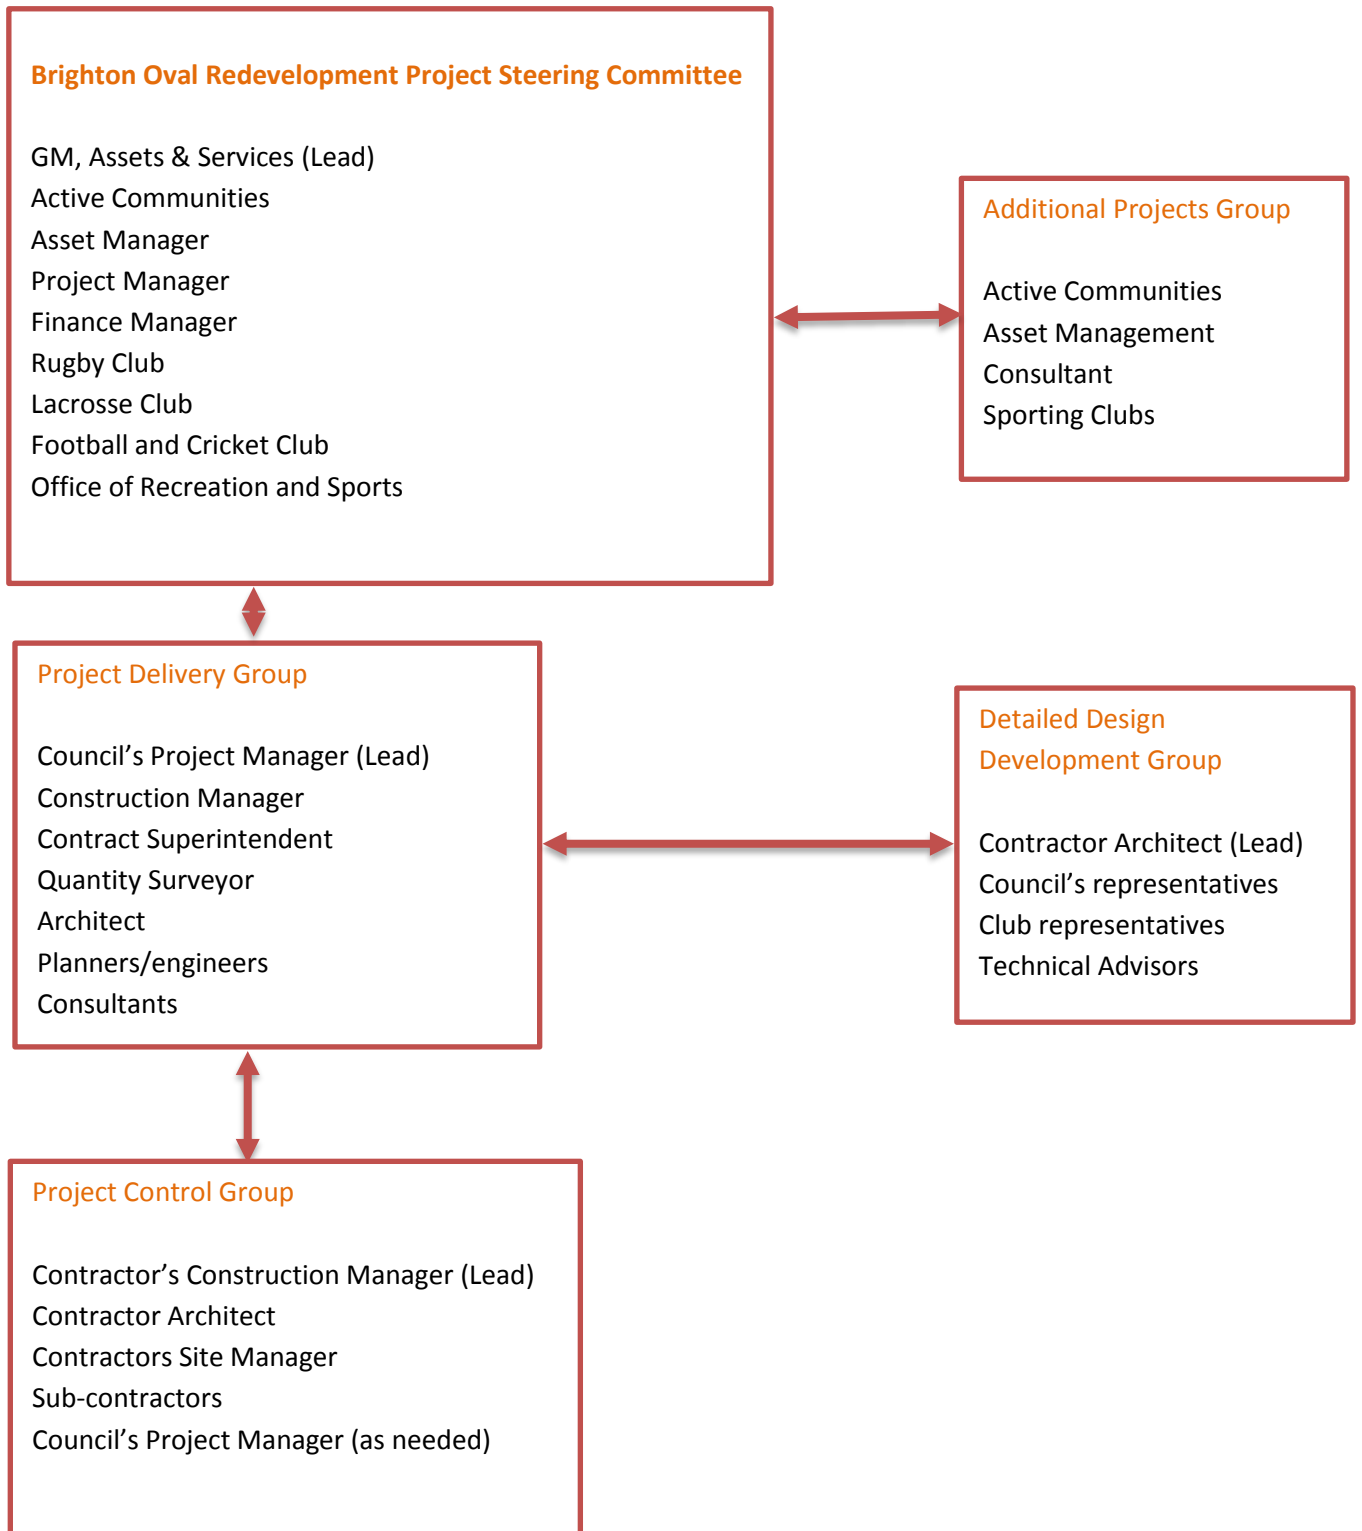 Brighton Oval Redevelopment Project Steering Committee
GM, Assets & Services (Lead)
Active Communities
Asset Manager
Project Manager
Finance Manager
Rugby Club
Lacrosse Club
Football and Cricket Club
Office of Recreation and Sports
Additional Projects Group
Active Communities
Asset Management
Consultant
Sporting Clubs
Project Delivery Group
Council’s Project Manager (Lead)
Construction Manager
Contract Superintendent
Quantity Surveyor
Architect
Planners/engineers
Consultants
Detailed Design
Development Group
Contractor Architect (Lead)
Council’s representatives
Club representatives
Technical Advisors
Project Control Group
Contractor’s Construction Manager (Lead)
Contractor Architect
Contractors Site Manager
Sub-contractors
Council’s Project Manager (as needed)